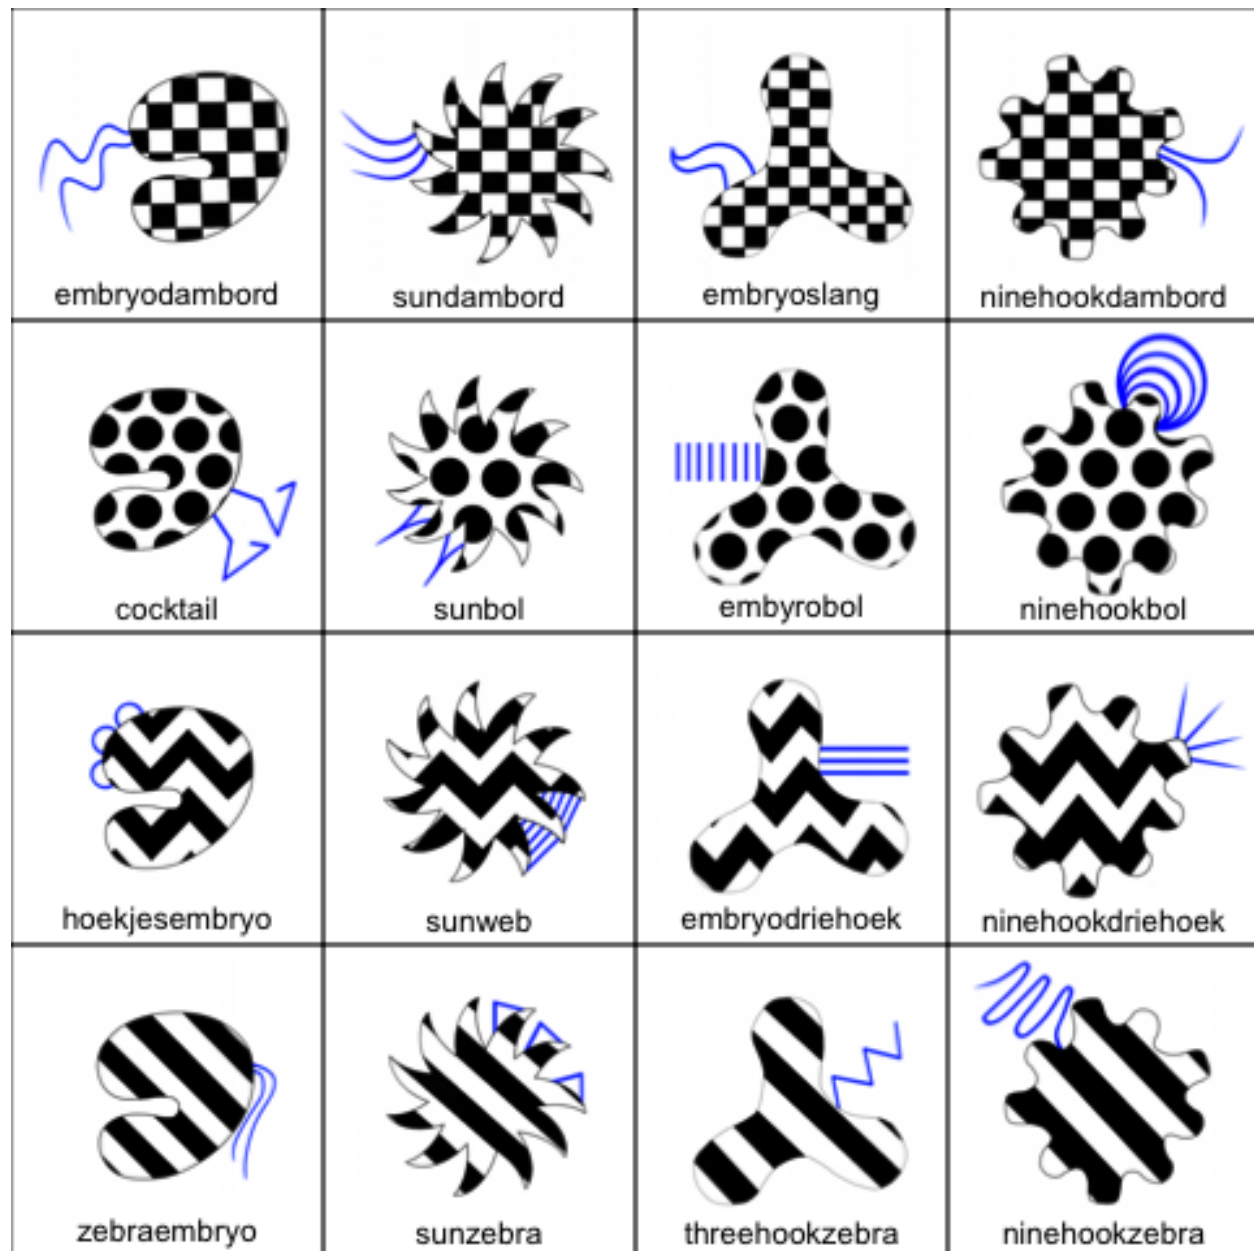 embryodambord
sundambord
embryoslang
ninehookdambord
cocktail
sunbol
embyrobol
ninehookbol
hoekjesembryo
sunweb
embryodriehoek
ninehookdriehoek
zebraembryo
sunzebra
threehookzebra
ninehookzebra